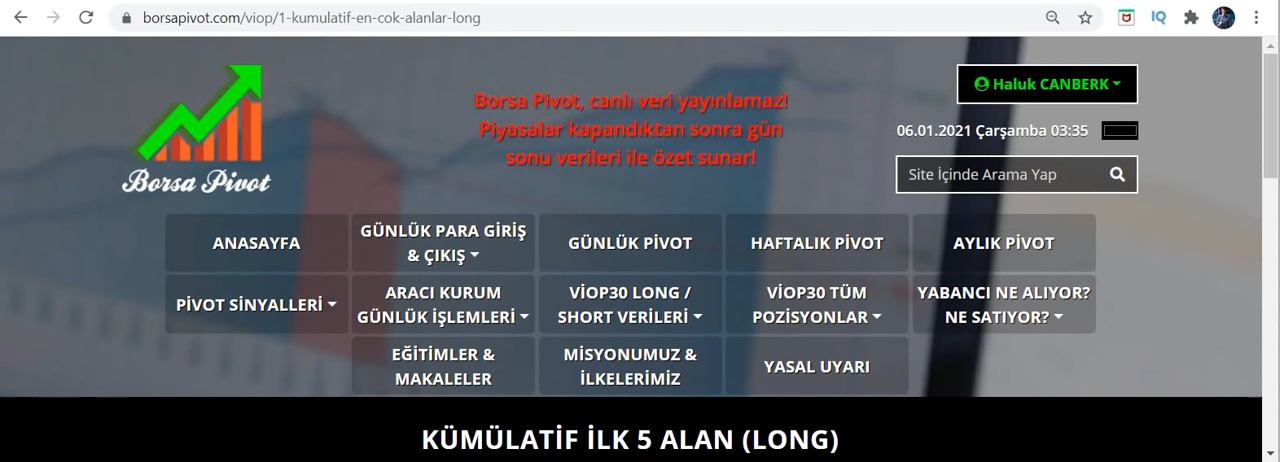 borsapivot.com/viop/1-kumulatif-en-cok-alanlar-long
IQ
Borsa Pivot
Borsa Pivot, canlı veri yayınlamaz!
Piyasalar kapandıktan sonra gün
sonu verileri ile özet sunar!
Haluk CANBERK
06.01.2021 Çarşamba 03:35
Site İçinde Arama Yap
ANASAYFA
GÜNLÜK PARA GİRİŞ
& ÇIKIŞ
GÜNLÜK PİVOT
HAFTALIK PİVOT
AYLIK PİVOT
PİVOT SİNYALLERİ
ARACI KURUM
GÜNLÜK İŞLEMLERİ
VİOP30 LONG /
SHORT VERİLERİ
VİOP30 TÜM
POZİSYONLAR
YABANCI NE ALIYOR?
NE SATIYOR?
EĞİTİMLER &
MAKALELER
MİSYONUMUZ &
İLKELERİMİZ
YASAL UYARI
KÜMÜLATİF İLK 5 ALAN (LONG)